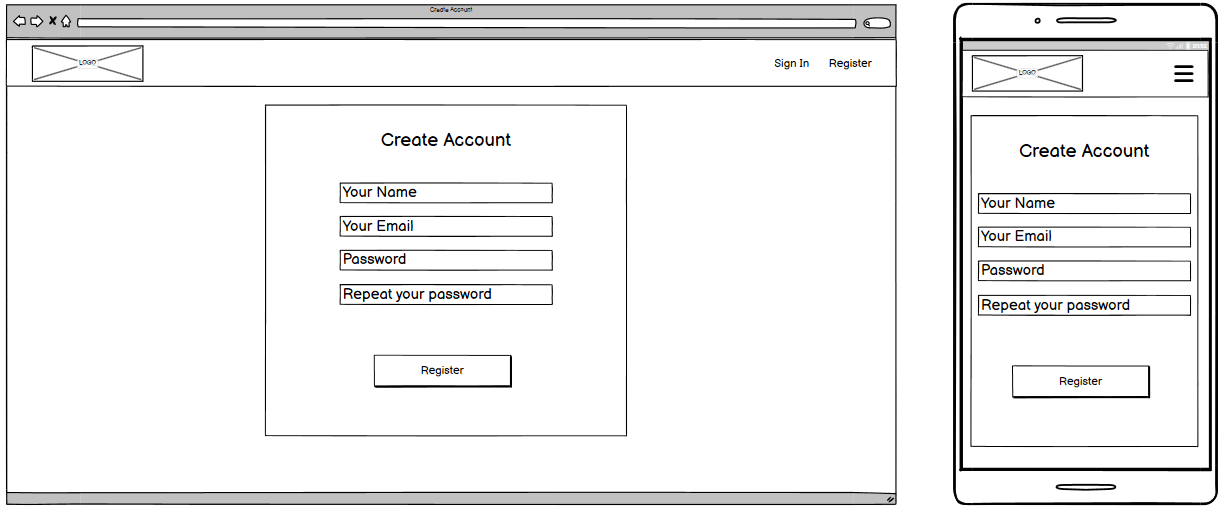 Create Account
LOGO
Sign In
Register
Create Account
Your Name
Your Email
Password
Repeat your password
Register
LOGO
Create Account
Your Name
Your Email
Password
Repeat your password
Register